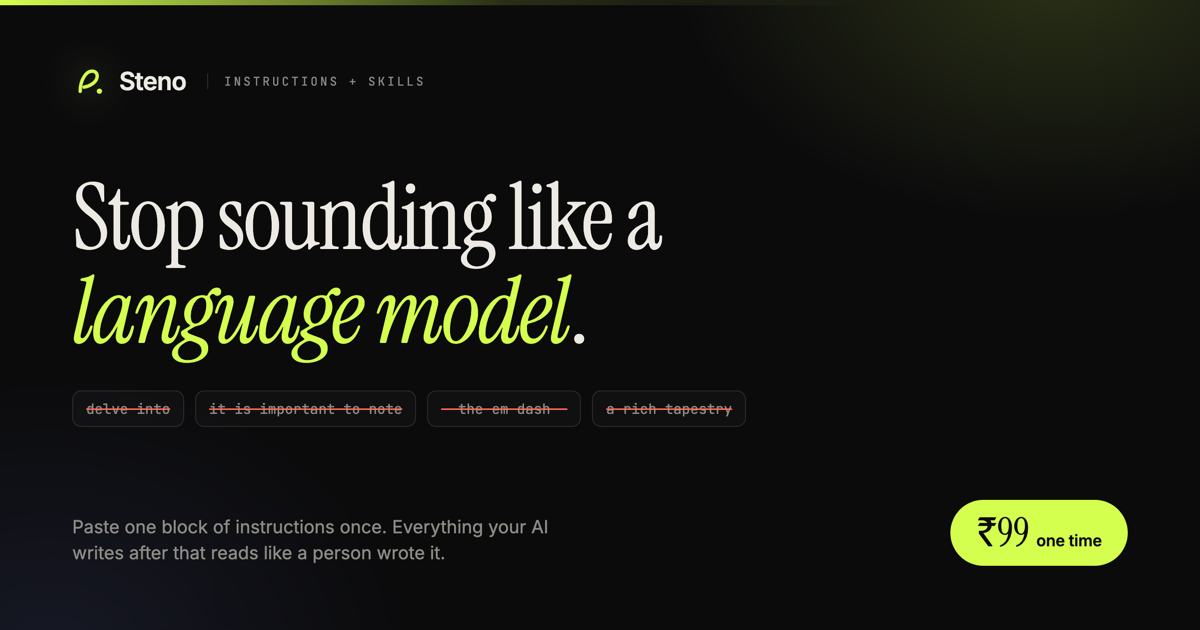 Steno
INSTRUCTIONS + SKILLS
Stop sounding like a
language model.
delve into
it is important to note
— the em dash —
a rich tapestry
Paste one block of instructions once. Everything your AI
writes after that reads like a person wrote it.
₹99 one time